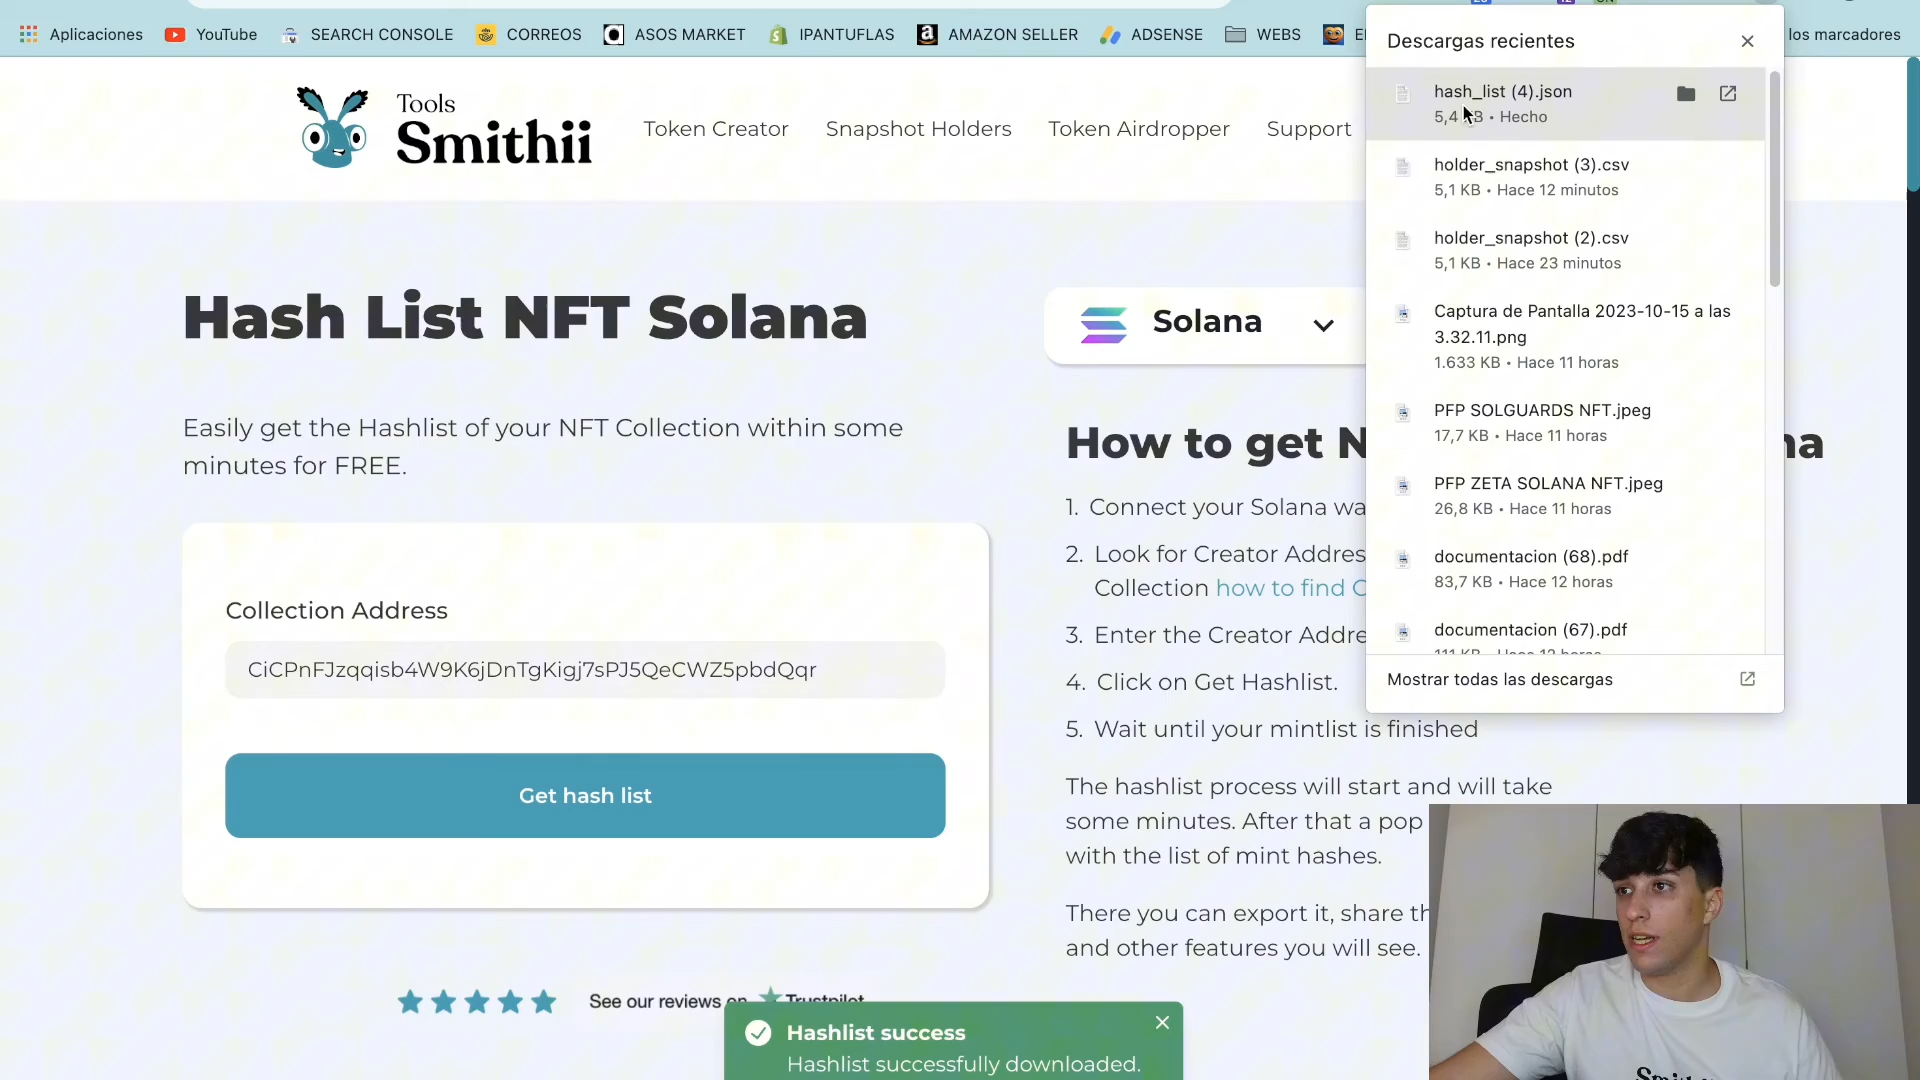 Aplicaciones
YouTube
SEARCH CONSOLE
CORREOS
ASOS MARKET
IPANTUFLAS
AMAZON SELLER
ADSENSE
WEBS
los marcadores
Tools
Smithii
Token Creator
Snapshot Holders
Token Airdropper
Support
Hash List NFT Solana
Easily get the Hashlist of your NFT Collection within some
minutes for FREE.
Collection Address
CiCPnFJzqqisb4W9K6jDnTgKigj7sPJ5QeCWZ5pbdQqr
Get hash list
See our reviews on Trustpilot
Hashlist success
Hashlist successfully downloaded.
Solana
How to get
1. Connect your Solana
2. Look for Creator
Collection how to find
3. Enter the Creator
4. Click on Get Hashlist.
5. Wait until your mintlist is finished
The hashlist process will start and will take
some minutes. After that a pop
with the list of mint hashes.
There you can export it, share
and other features you will see.
Descargas recientes
hash_list (4).json
5,4 KB • Hecho
holder_snapshot (3).csv
5,1 KB • Hace 12 minutos
holder_snapshot (2).csv
5,1 KB • Hace 23 minutos
Captura de Pantalla 2023-10-15 a las
3.32.11.png
1.633 KB • Hace 11 horas
PFP SOLGUARDS NFT.jpeg
17,7 KB • Hace 11 horas
PFP ZETA SOLANA NFT.jpeg
26,8 KB • Hace 11 horas
documentacion (68).pdf
83,7 KB • Hace 12 horas
documentacion (67).pdf
111 KB • Hace 12 horas
Mostrar todas las descargas